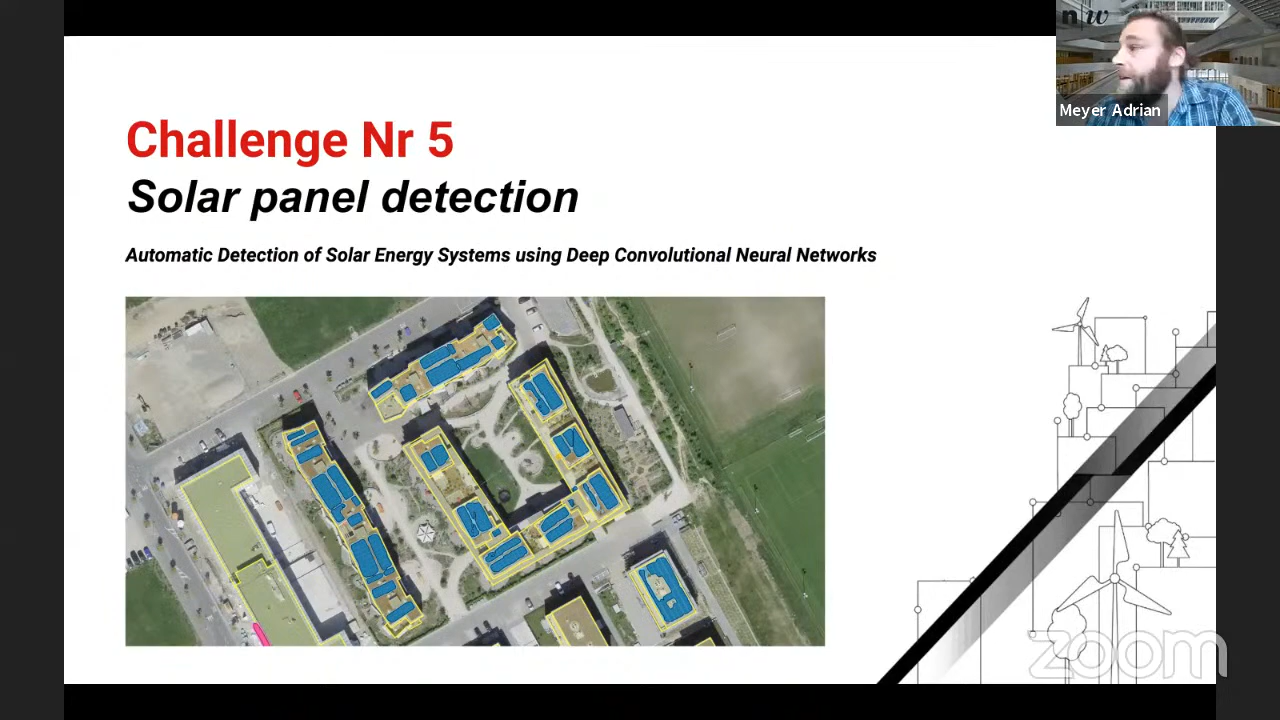 n|w
Meyer Adrian
Challenge Nr 5
Solar panel detection
Automatic Detection of Solar Energy Systems using Deep Convolutional Neural Networks
zoom